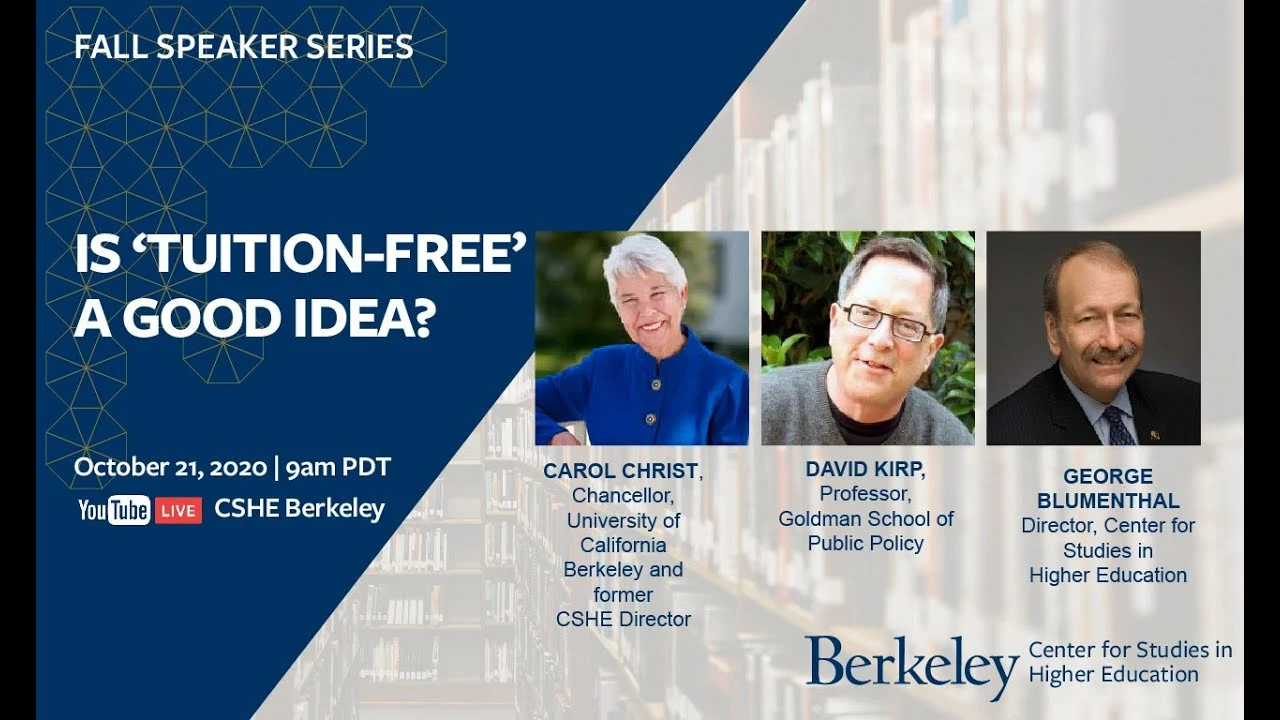 FALL SPEAKER SERIES
IS ‘TUITION-FREE’
A GOOD IDEA?
October 21, 2020 | 9am PDT
YouTube LIVE CSHE Berkeley
CAROL CHRIST,
Chancellor,
University of
California
Berkeley and
former
CSHE Director
DAVID KIRP,
Professor,
Goldman School of
Public Policy
GEORGE
BLUMENTHAL
Director, Center for
Studies in
Higher Education
Berkeley
Center for Studies in
Higher Education